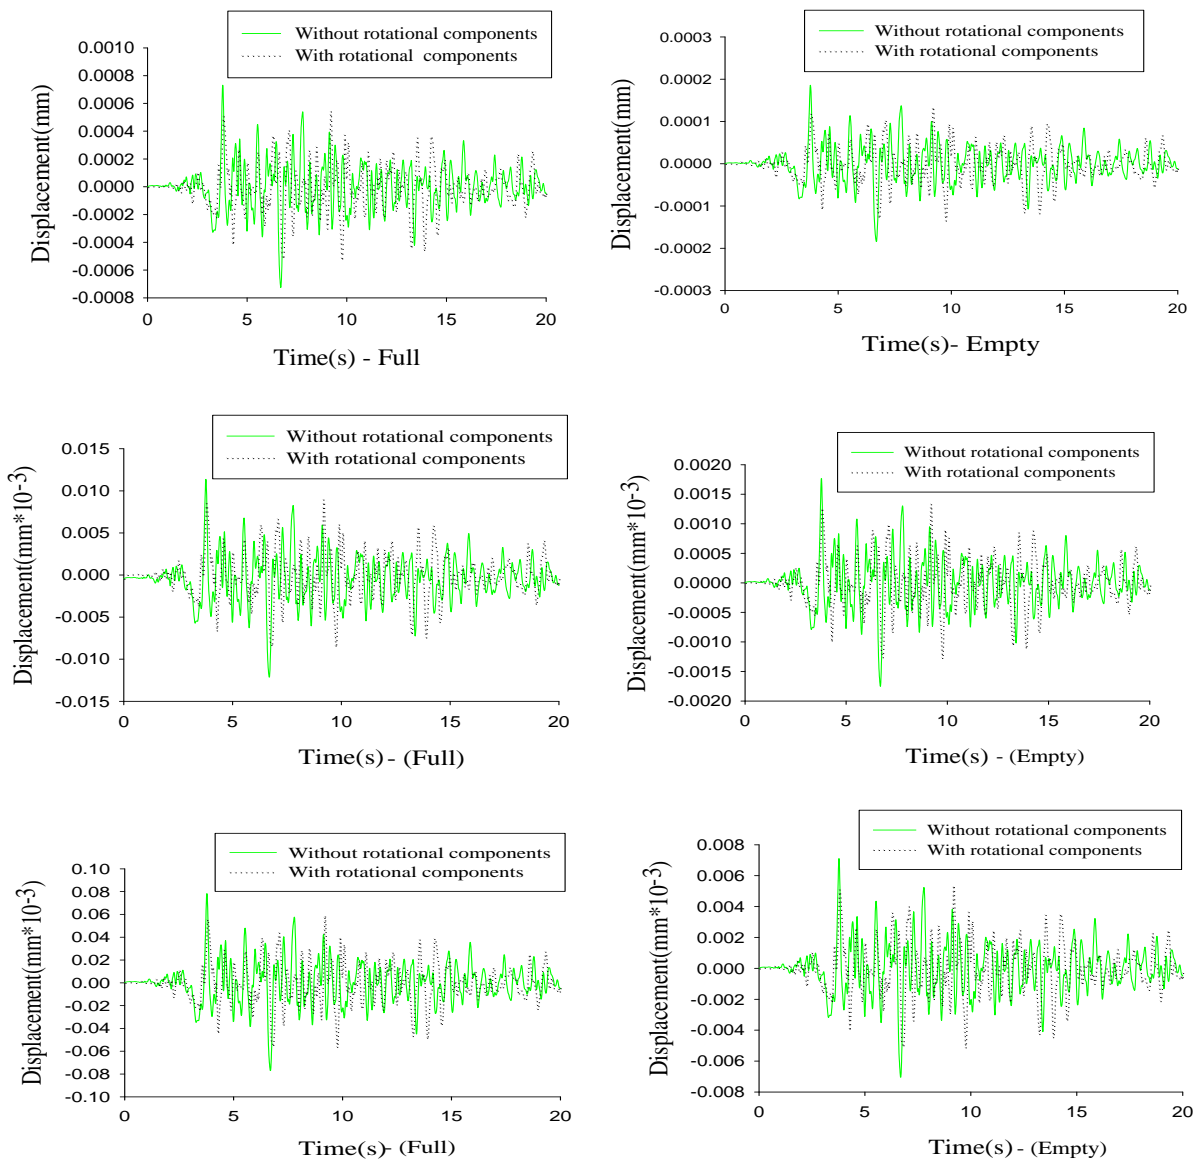 Without rotational components
With rotational components
Displacement(mm)
0.0010
0.0008
0.0006
0.0004
0.0002
0.0000
-0.0002
-0.0004
-0.0006
-0.0008
0 5 10 15 20
Time(s) - Full
Without rotational components
With rotational components
Displacement(mm)
0.0003
0.0002
0.0001
0.0000
-0.0001
-0.0002
-0.0003
0 5 10 15 20
Time(s)- Empty
Without rotational components
With rotational components
Displacement(mm*10-3)
0.015
0.010
0.005
0.000
-0.005
-0.010
-0.015
0 5 10 15 20
Time(s) - (Full)
Without rotational components
With rotational components
Displacement(mm*10-3)
0.0020
0.0015
0.0010
0.0005
0.0000
-0.0005
-0.0010
-0.0015
-0.0020
0 5 10 15 20
Time(s) - (Empty)
Without rotational components
With rotational components
Displacement(mm*10-3)
0.10
0.08
0.06
0.04
0.02
0.00
-0.02
-0.04
-0.06
-0.08
-0.10
0 5 10 15 20
Time(s)- (Full)
Without rotational components
With rotational components
Displacement(mm*10-3)
0.008
0.006
0.004
0.002
0.000
-0.002
-0.004
-0.006
-0.008
0 5 10 15 20
Time(s) - (Empty)